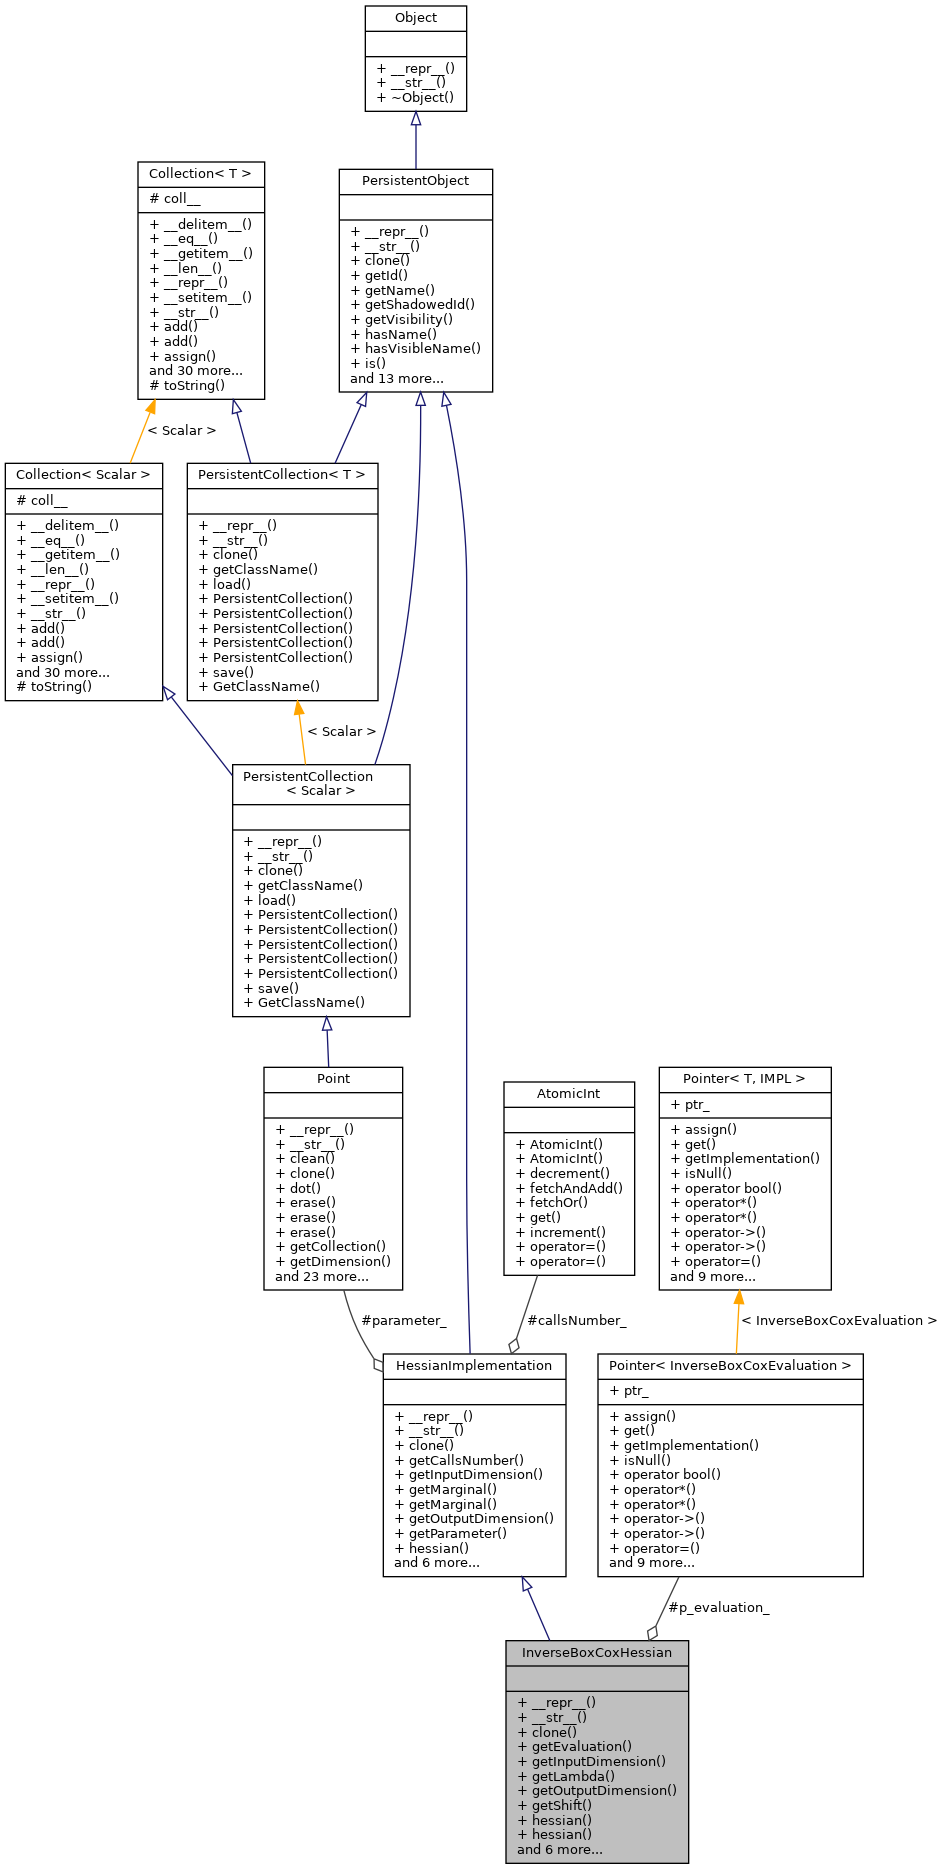 Object
+ __repr__()
+ __str__()
+ ~Object()
Collection< T >
# coll__
+ __delitem__()
+ __eq__()
+ __getitem__()
+ __len__()
+ __repr__()
+ __setitem__()
+ __str__()
+ add()
+ add()
+ assign()
and 30 more...
# toString()
PersistentObject
+ __repr__()
+ __str__()
+ clone()
+ getId()
+ getName()
+ getShadowedId()
+ getVisibility()
+ hasName()
+ hasVisibleName()
+ is()
and 13 more...
< Scalar >
Collection< Scalar >
# coll__
+ __delitem__()
+ __eq__()
+ __getitem__()
+ __len__()
+ __repr__()
+ __setitem__()
+ __str__()
+ add()
+ add()
+ assign()
and 30 more...
# toString()
PersistentCollection< T >
+ __repr__()
+ __str__()
+ clone()
+ getClassName()
+ load()
+ PersistentCollection()
+ PersistentCollection()
+ PersistentCollection()
+ PersistentCollection()
+ PersistentCollection()
+ save()
+ GetClassName()
< Scalar >
PersistentCollection
< Scalar >
+ __repr__()
+ __str__()
+ clone()
+ getClassName()
+ load()
+ PersistentCollection()
+ PersistentCollection()
+ PersistentCollection()
+ PersistentCollection()
+ PersistentCollection()
+ save()
+ GetClassName()
Point
+ __repr__()
+ __str__()
+ clean()
+ clone()
+ dot()
+ erase()
+ erase()
+ erase()
+ getCollection()
+ getDimension()
and 23 more...
AtomicInt
+ AtomicInt()
+ AtomicInt()
+ decrement()
+ fetchAndAdd()
+ fetchOr()
+ get()
+ increment()
+ operator=()
+ operator=()
Pointer< T, IMPL >
+ ptr_
+ assign()
+ get()
+ getImplementation()
+ isNull()
+ operator bool()
+ operator*()
+ operator*()
+ operator->()
+ operator->()
+ operator=()
and 9 more...
#parameter_
#callsNumber_
< InverseBoxCoxEvaluation >
HessianImplementation
+ __repr__()
+ __str__()
+ clone()
+ getCallsNumber()
+ getInputDimension()
+ getMarginal()
+ getMarginal()
+ getOutputDimension()
+ getParameter()
+ hessian()
and 6 more...
Pointer< InverseBoxCoxEvaluation >
+ ptr_
+ assign()
+ get()
+ getImplementation()
+ isNull()
+ operator bool()
+ operator*()
+ operator*()
+ operator->()
+ operator->()
+ operator=()
and 9 more...
#p_evaluation_
InverseBoxCoxHessian
+ __repr__()
+ __str__()
+ clone()
+ getEvaluation()
+ getInputDimension()
+ getLambda()
+ getOutputDimension()
+ getShift()
+ hessian()
+ hessian()
and 6 more...